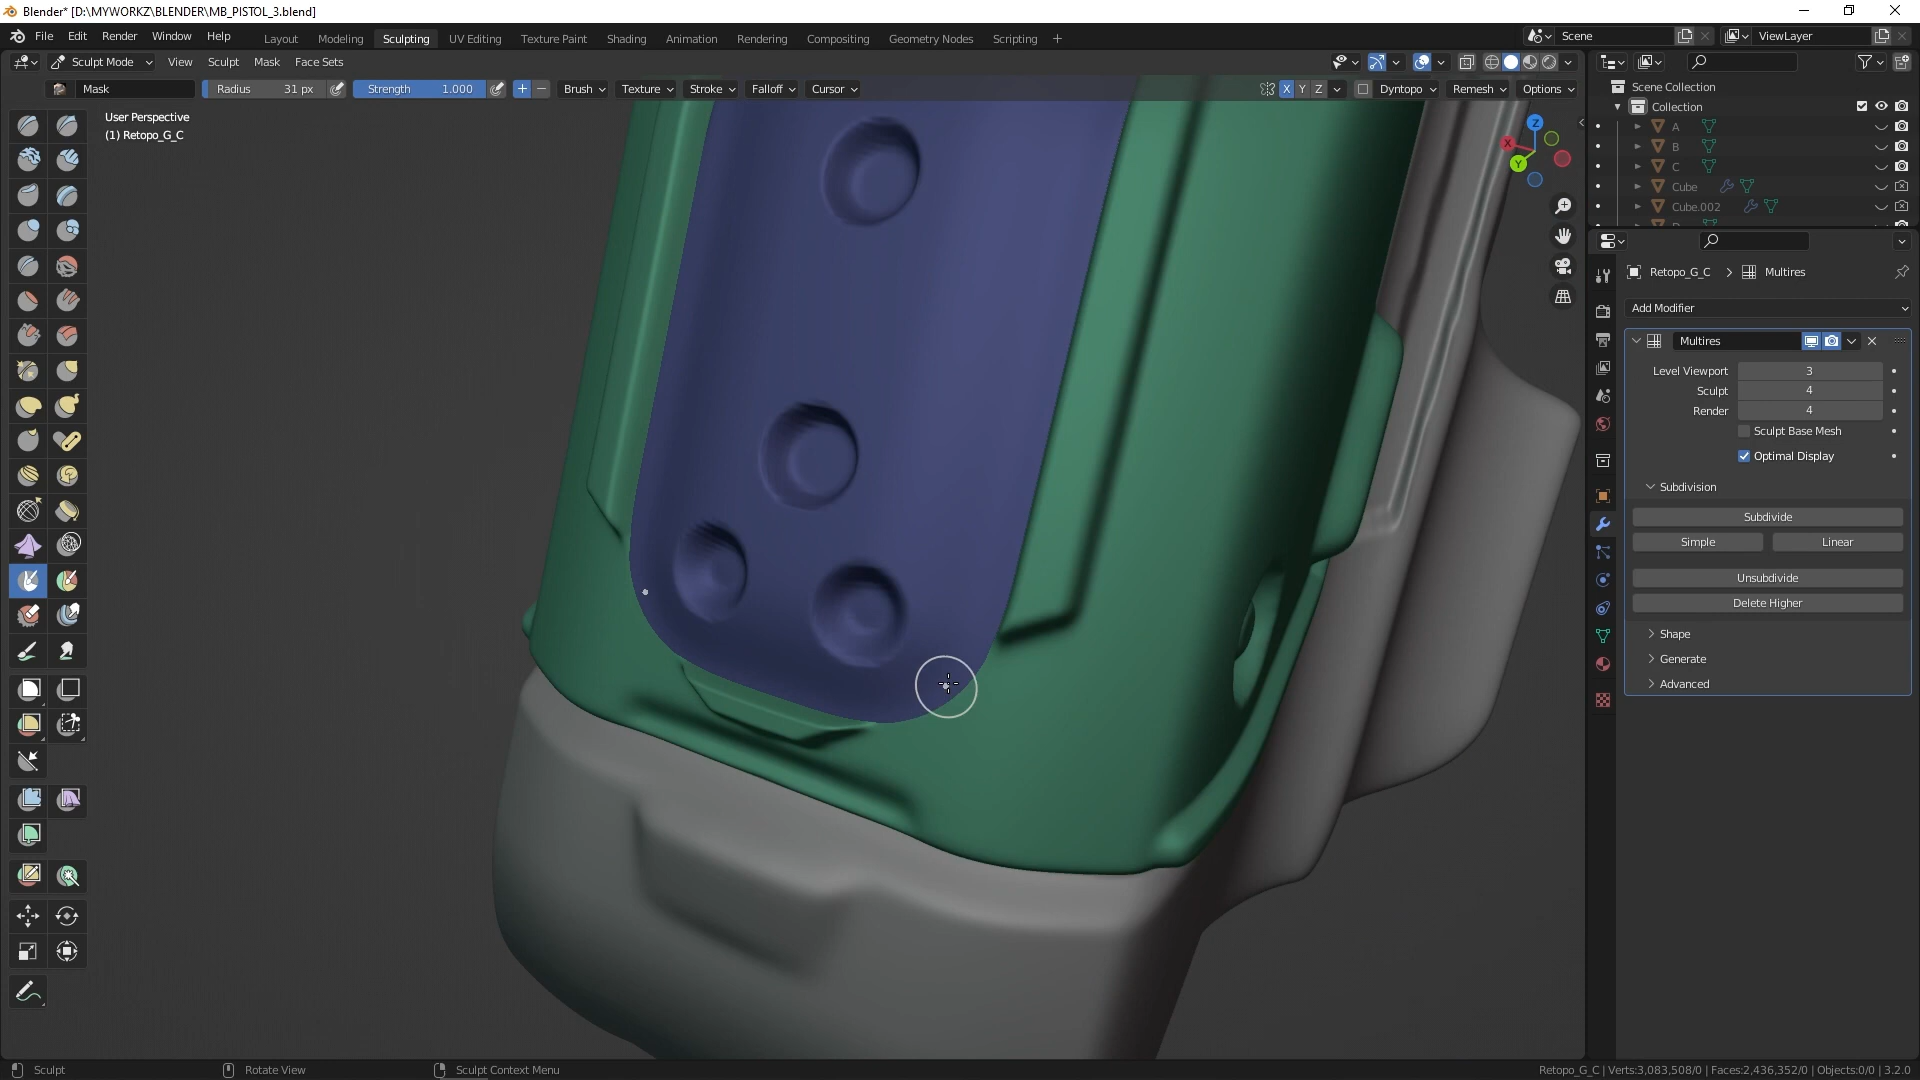 Blender* [D:\MYWORKZ\BLENDER\MB_PISTOL_3.blend]
File Edit Render Window Help
Layout Modeling Sculpting UV Editing Texture Paint Shading Animation Rendering Compositing Geometry Nodes Scripting +
Scene
ViewLayer
Sculpt Mode View Sculpt Mask Face Sets
Mask Radius 31 px Strength 1.000 Brush Texture Stroke Falloff Cursor X Y Z Dyntopo Remesh Options
User Perspective
(1) Retopo_G_C
Z
X
Y
Scene Collection
Collection
A
B
C
Cube
Cube.002
Retopo_G_C > Multires
Add Modifier
Multires
Level Viewport 3
Sculpt 4
Render 4
Sculpt Base Mesh
Optimal Display
Subdivision
Subdivide
Simple Linear
Unsubdivide
Delete Higher
Shape
Generate
Advanced
Sculpt Rotate View Sculpt Context Menu
Retopo_G_C | Verts:3,083,508/0 | Faces:2,436,352/0 | Objects:0/0 | 3.2.0